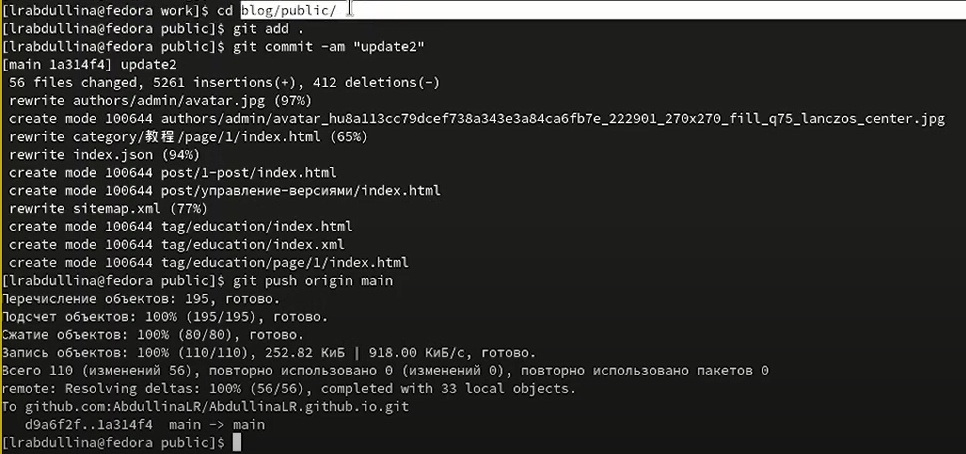 [lrabdullina@fedora work]$ cd blog/public/
[lrabdullina@fedora public]$ git add .
[lrabdullina@fedora public]$ git commit -am "update2"
[main 1a314f4] update2
56 files changed, 5261 insertions(+), 412 deletions(-)
rewrite authors/admin/avatar.jpg (97%)
create mode 100644 authors/admin/avatar_hu8a113cc79dcef738a343e3a84ca6fb7e_222901_270x270_fill_q75_lanczos_center.jpg
rewrite category/教程/page/1/index.html (65%)
rewrite index.json (94%)
create mode 100644 post/1-post/index.html
create mode 100644 post/управление-версиями/index.html
rewrite sitemap.xml (77%)
create mode 100644 tag/education/index.html
create mode 100644 tag/education/index.xml
create mode 100644 tag/education/page/1/index.html
[lrabdullina@fedora public]$ git push origin main
Перечисление объектов: 195, готово.
Подсчет объектов: 100% (195/195), готово.
Сжатие объектов: 100% (80/80), готово.
Запись объектов: 100% (110/110), 252.82 КиБ | 918.00 КиБ/с, готово.
Всего 110 (изменений 56), повторно использовано 0 (изменений 0), повторно использовано пакетов 0
remote: Resolving deltas: 100% (56/56), completed with 33 local objects.
To github.com:AbdullinaLR/AbdullinaLR.github.io.git
d9a6f2f..1a314f4 main -> main
[lrabdullina@fedora public]$